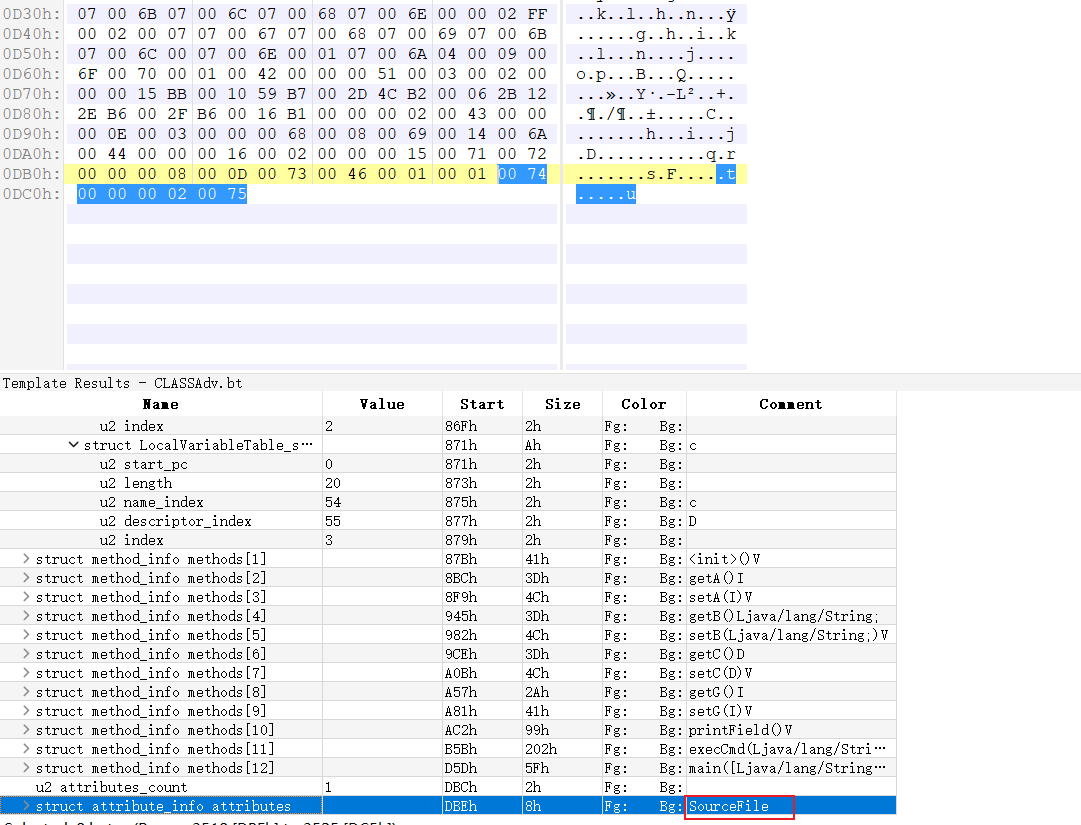 0D30h: 07 00 6B 07 00 6C 07 00 68 07 00 6E 00 00 02 FF ..k..l..h..n...ÿ
0D40h: 00 02 00 07 07 00 67 07 00 68 07 00 69 07 00 6B ......g..h..i..k
0D50h: 07 00 6C 00 07 00 6E 00 01 07 00 6A 04 00 09 00 ..l...n....j....
0D60h: 6F 00 70 00 01 00 42 00 00 00 51 00 03 00 02 00 o.p...B...Q.....
0D70h: 00 00 15 BB 00 10 59 B7 00 2D 4C B2 00 06 2B 12 ...»..Y·.-L²..+.
0D80h: 2E B6 00 2F B6 00 16 B1 00 00 00 02 00 43 00 00 .¶./¶..±.....C..
0D90h: 00 0E 00 03 00 00 00 68 00 08 00 69 00 14 00 6A .......h...i...j
0DA0h: 00 44 00 00 00 16 00 02 00 00 00 15 00 71 00 72 .D...........q.r
0DB0h: 00 00 00 08 00 0D 00 73 00 46 00 01 00 01 00 74 .......s.F.....t
0DC0h: 00 00 00 02 00 75 .....u
Template Results - CLASSAdv.bt
Name Value Start Size Color Comment
u2 index 2 86Fh 2h Fg: Bg:
struct LocalVariableTable_s… 871h Ah Fg: Bg: c
u2 start_pc 0 871h 2h Fg: Bg:
u2 length 20 873h 2h Fg: Bg:
u2 name_index 54 875h 2h Fg: Bg: c
u2 descriptor_index 55 877h 2h Fg: Bg: D
u2 index 3 879h 2h Fg: Bg:
struct method_info methods[1] 87Bh 41h Fg: Bg: <init>()V
struct method_info methods[2] 8BCh 3Dh Fg: Bg: getA()I
struct method_info methods[3] 8F9h 4Ch Fg: Bg: setA(I)V
struct method_info methods[4] 945h 3Dh Fg: Bg: getB()Ljava/lang/String;
struct method_info methods[5] 982h 4Ch Fg: Bg: setB(Ljava/lang/String;)V
struct method_info methods[6] 9CEh 3Dh Fg: Bg: getC()D
struct method_info methods[7] A0Bh 4Ch Fg: Bg: setC(D)V
struct method_info methods[8] A57h 2Ah Fg: Bg: getG()I
struct method_info methods[9] A81h 41h Fg: Bg: setG(I)V
struct method_info methods[10] AC2h 99h Fg: Bg: printField()V
struct method_info methods[11] B5Bh 202h Fg: Bg: execCmd(Ljava/lang/Stri…
struct method_info methods[12] D5Dh 5Fh Fg: Bg: main([Ljava/lang/String…
u2 attributes_count 1 DBCh 2h Fg: Bg:
struct attribute_info attributes DBEh 8h Fg: Bg: SourceFile